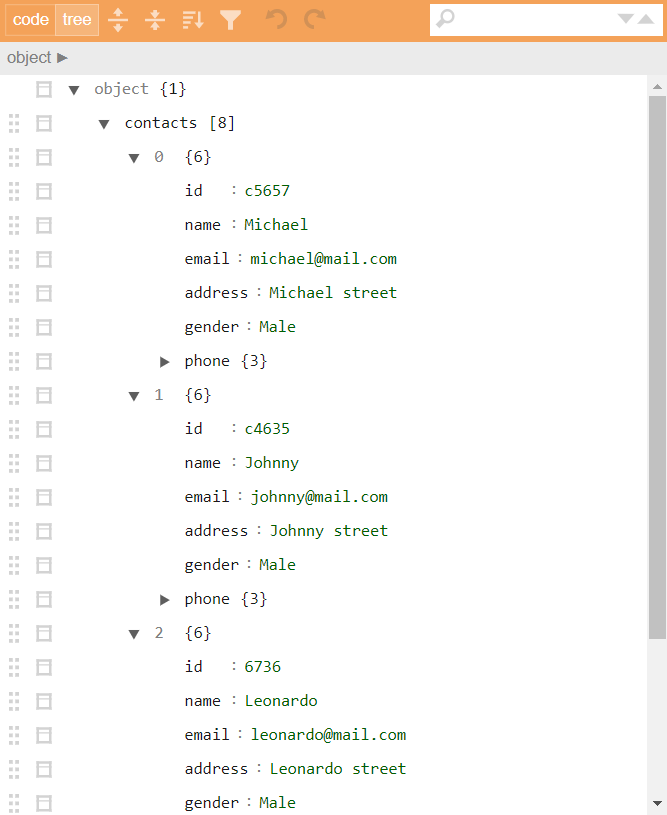 code tree
object
object {1}
contacts [8]
0 {6}
id : c5657
name : Michael
email : michael@mail.com
address : Michael street
gender : Male
phone {3}
1 {6}
id : c4635
name : Johnny
email : johnny@mail.com
address : Johnny street
gender : Male
phone {3}
2 {6}
id : 6736
name : Leonardo
email : leonardo@mail.com
address : Leonardo street
gender : Male